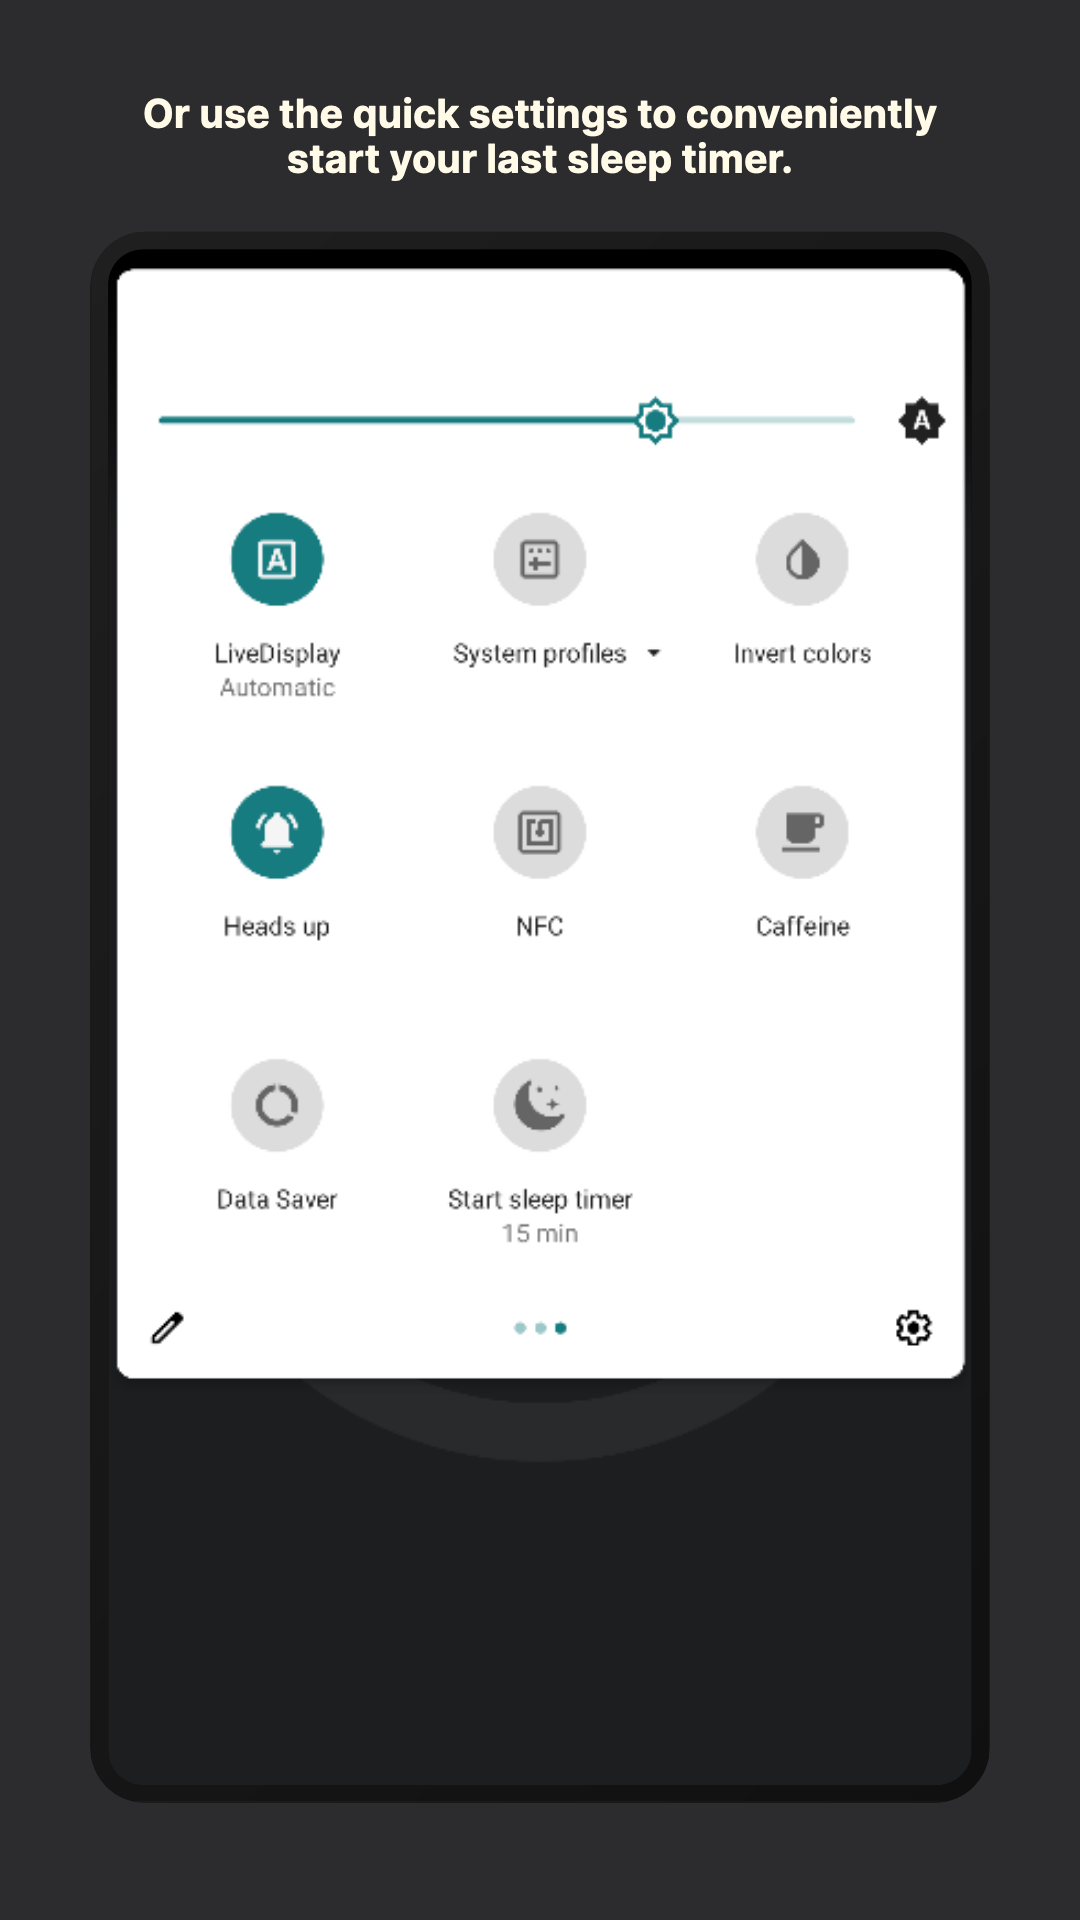 Or use the quick settings to conveniently
start your last sleep timer.
A
A
LiveDisplay
Automatic
System profiles
Invert colors
Heads up
NFC
Caffeine
Data Saver
Start sleep timer
15 min